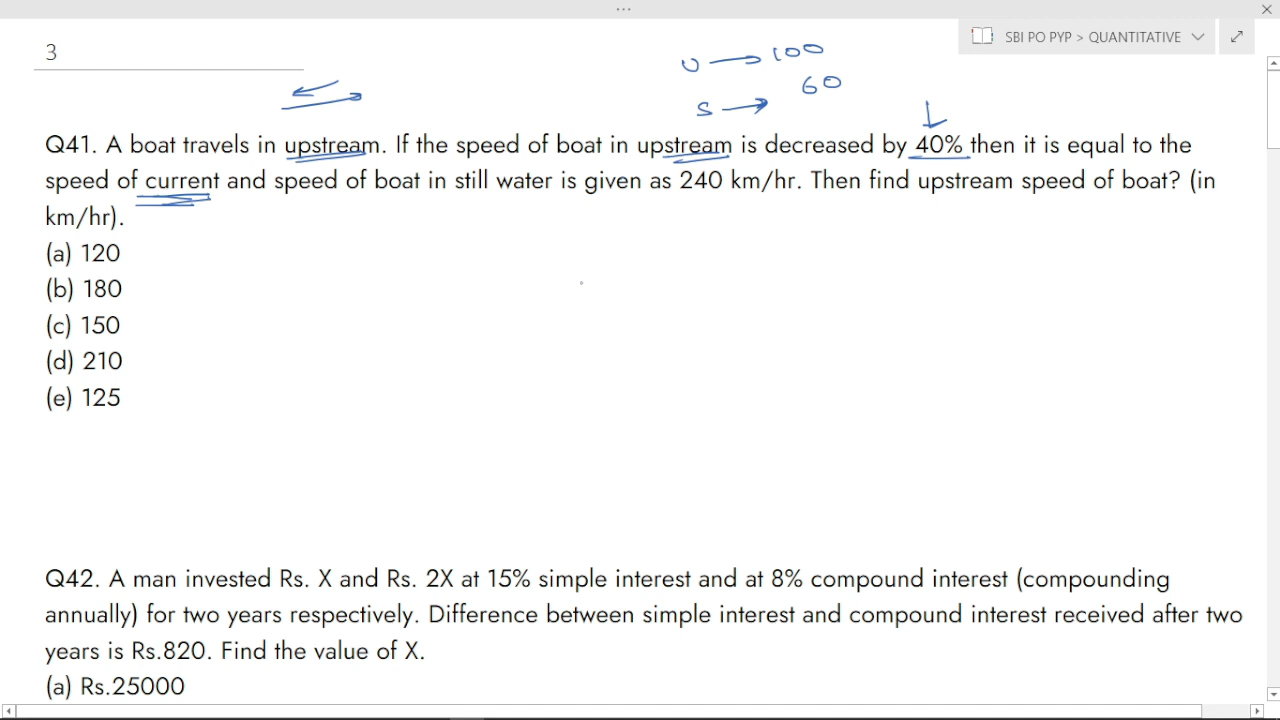 3
SBI PO PYP > QUANTITATIVE
U → 100
S → 60
Q41. A boat travels in upstream. If the speed of boat in upstream is decreased by 40% then it is equal to the
speed of current and speed of boat in still water is given as 240 km/hr. Then find upstream speed of boat? (in
km/hr).
(a) 120
(b) 180
(c) 150
(d) 210
(e) 125
Q42. A man invested Rs. X and Rs. 2X at 15% simple interest and at 8% compound interest (compounding
annually) for two years respectively. Difference between simple interest and compound interest received after two
years is Rs.820. Find the value of X.
(a) Rs.25000